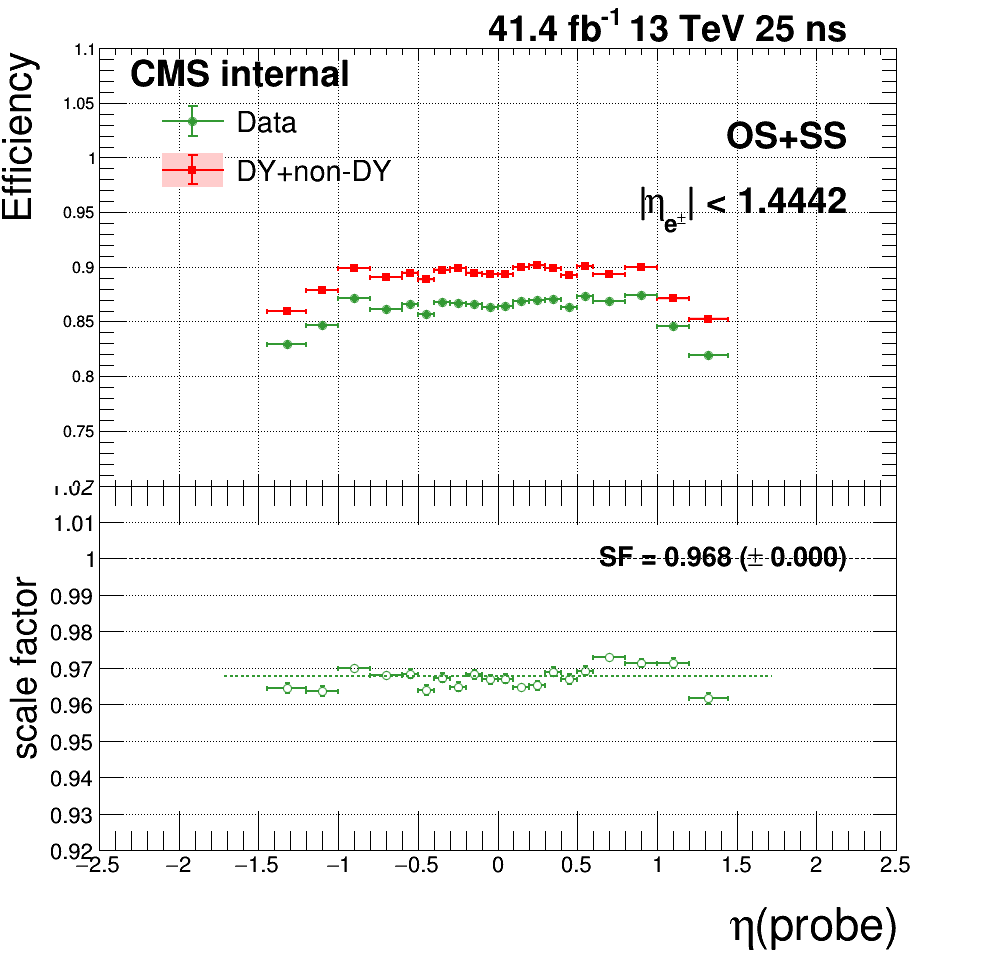 41.4 fb⁻¹ 13 TeV 25 ns
Efficiency
1.1
CMS internal
1.05
Data
OS+SS
1
DY+non-DY
|η_e±| < 1.4442
0.95
0.9
0.85
0.8
0.75
1.02
1.01
scale factor
1
SF = 0.968 (± 0.000)
0.99
0.98
0.97
0.96
0.95
0.94
0.93
0.92
−2.5 −2 −1.5 −1 −0.5 0 0.5 1 1.5 2 2.5
η(probe)